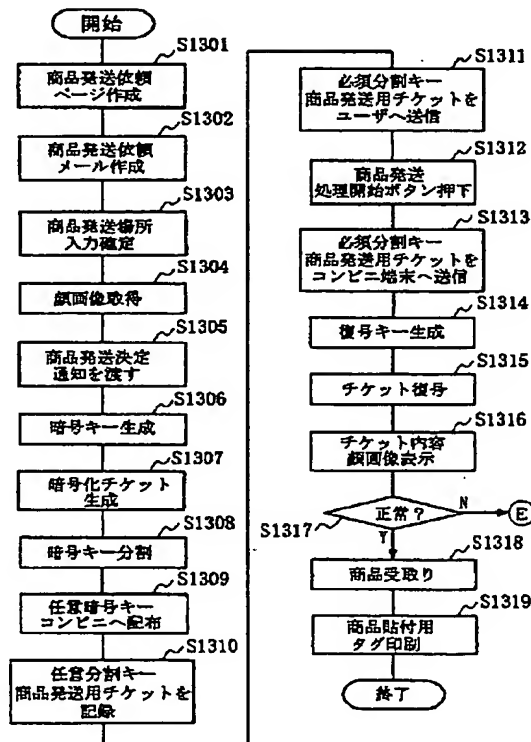 開始
S1301
商品発送依頼
ページ作成
S1302
商品発送依頼
メール作成
S1303
商品発送場所
入力確定
S1304
顔画像取得
S1305
商品発送決定
通知を渡す
S1306
暗号キー生成
S1307
暗号化チケット
生成
S1308
暗号キー分割
S1309
任意暗号キー
コンビニへ配布
S1310
任意分割キー
商品発送用チケットを
記録
S1311
必須分割キー
商品発送用チケットを
ユーザへ送信
S1312
商品発送
処理開始ボタン押下
S1313
必須分割キー
商品発送用チケットを
コンビニ端末へ送信
S1314
復号キー生成
S1315
チケット復号
S1316
チケット内容
顔画像表示
S1317
正常?
N
E
Y
S1318
商品受取り
S1319
商品貼付用
タグ印刷
終了